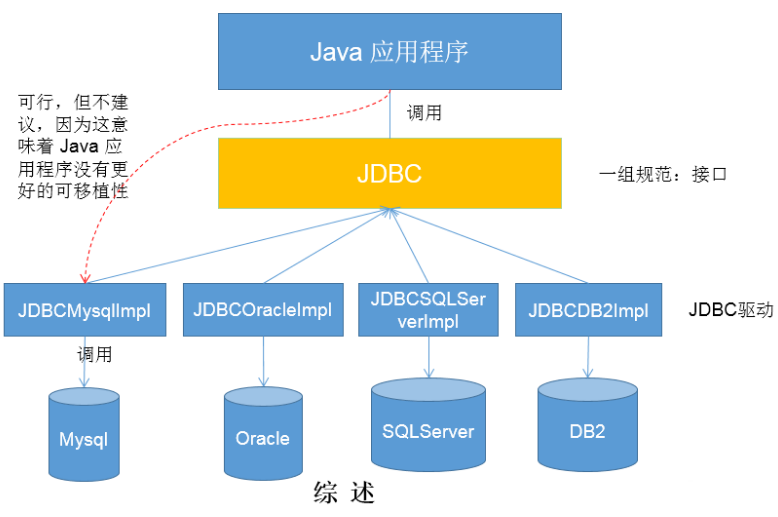 Java 应用程序
可行，但不建
议，因为这意
味着 Java 应
用程序没有更
好的可移植性
调用
JDBC
一组规范：接口
JDBCMysqlImpl
JDBCOracleImpl
JDBCSQLSer
verImpl
JDBCDB2Impl
JDBC驱动
调用
Mysql
Oracle
SQLServer
DB2
综 述